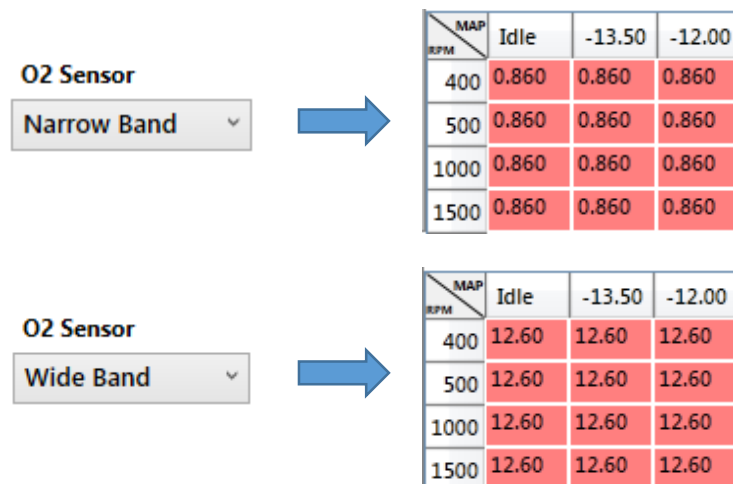 O2 Sensor
Narrow Band
MAP RPM Idle -13.50 -12.00
400 0.860 0.860 0.860
500 0.860 0.860 0.860
1000 0.860 0.860 0.860
1500 0.860 0.860 0.860
O2 Sensor
Wide Band
MAP RPM Idle -13.50 -12.00
400 12.60 12.60 12.60
500 12.60 12.60 12.60
1000 12.60 12.60 12.60
1500 12.60 12.60 12.60